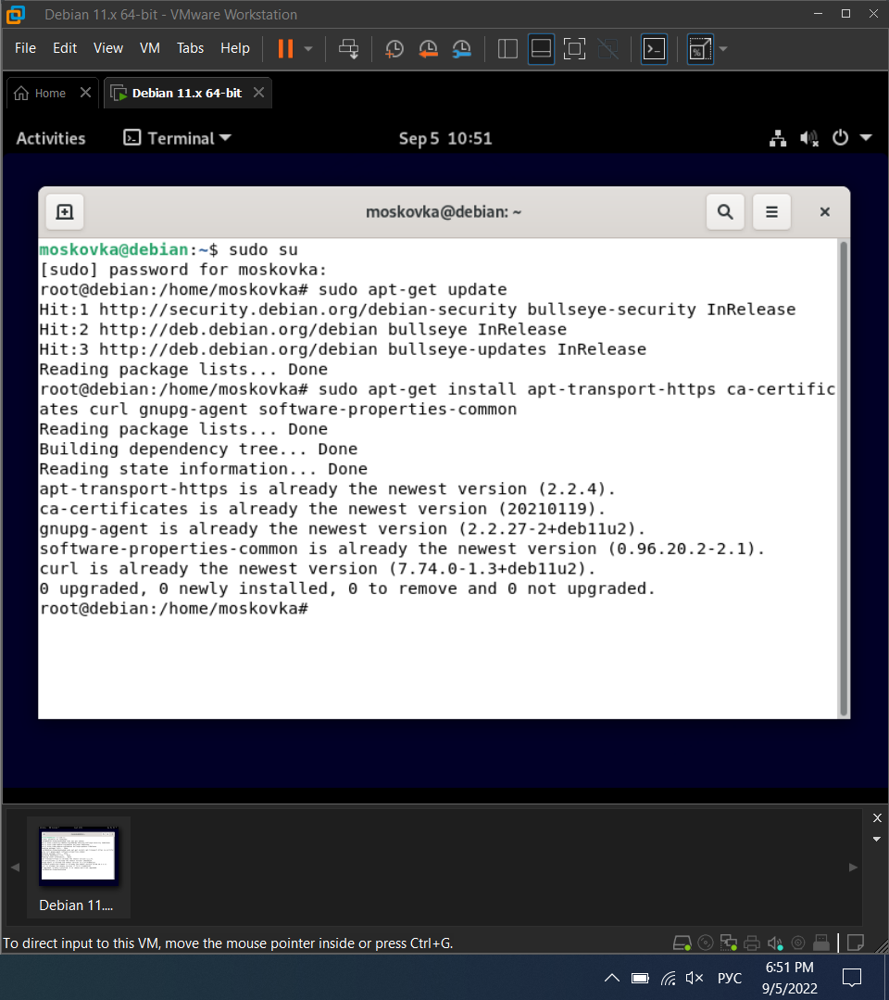 Debian 11.x 64-bit - VMware Workstation
File Edit View VM Tabs Help
Home Debian 11.x 64-bit
Activities Terminal Sep 5 10:51
moskovka@debian: ~
moskovka@debian:~$ sudo su
[sudo] password for moskovka:
root@debian:/home/moskovka# sudo apt-get update
Hit:1 http://security.debian.org/debian-security bullseye-security InRelease
Hit:2 http://deb.debian.org/debian bullseye InRelease
Hit:3 http://deb.debian.org/debian bullseye-updates InRelease
Reading package lists... Done
root@debian:/home/moskovka# sudo apt-get install apt-transport-https ca-certific
ates curl gnupg-agent software-properties-common
Reading package lists... Done
Building dependency tree... Done
Reading state information... Done
apt-transport-https is already the newest version (2.2.4).
ca-certificates is already the newest version (20210119).
gnupg-agent is already the newest version (2.2.27-2+deb11u2).
software-properties-common is already the newest version (0.96.20.2-2.1).
curl is already the newest version (7.74.0-1.3+deb11u2).
0 upgraded, 0 newly installed, 0 to remove and 0 not upgraded.
root@debian:/home/moskovka#
Debian 11....
To direct input to this VM, move the mouse pointer inside or press Ctrl+G.
РУС
6:51 PM
9/5/2022